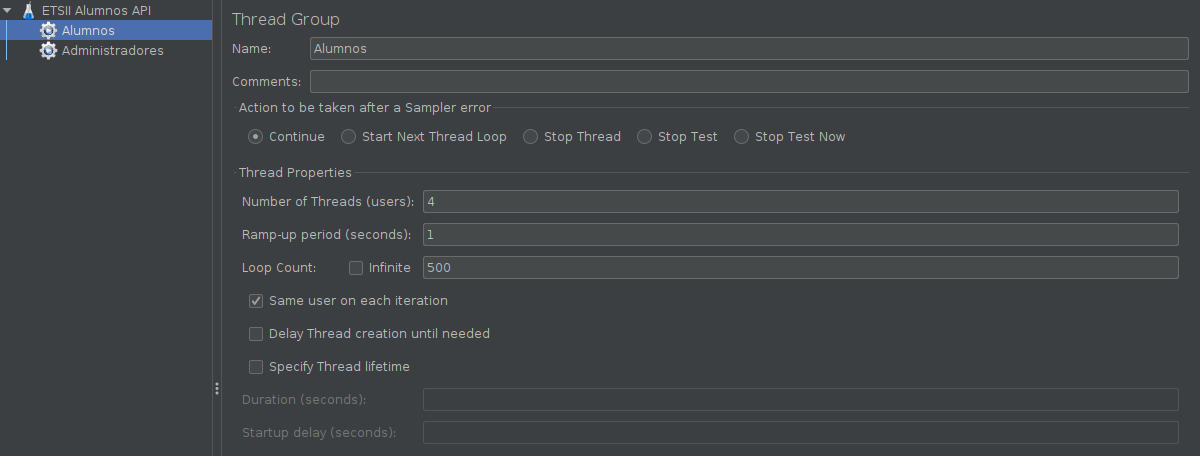 ETSII Alumnos API
Alumnos
Administradores
Thread Group
Name: Alumnos
Comments:
Action to be taken after a Sampler error
Continue Start Next Thread Loop Stop Thread Stop Test Stop Test Now
Thread Properties
Number of Threads (users): 4
Ramp-up period (seconds): 1
Loop Count: Infinite 500
Same user on each iteration
Delay Thread creation until needed
Specify Thread lifetime
Duration (seconds):
Startup delay (seconds):